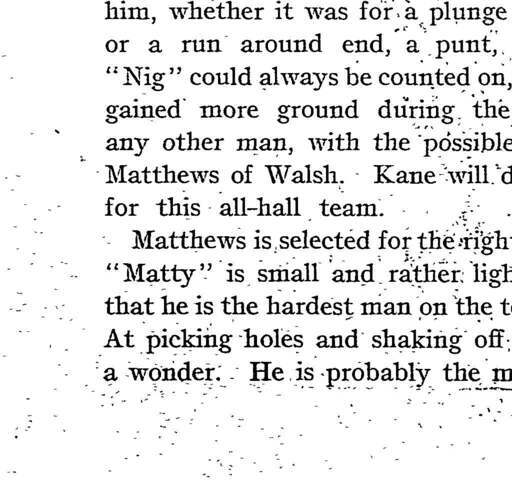 him, whether it was for a plunge
or a run around end, a punt,
"Nig" could always be counted on,
gained more ground during the
any other man, with the possible
Matthews of Walsh. Kane will
for this all-hall team.
Matthews is selected for the right
"Matty" is small and rather
that he is the hardest man on the
At picking holes and shaking off
a wonder. He is probably the